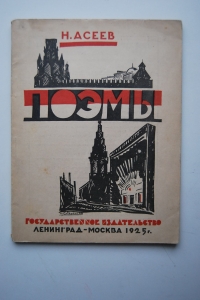 Н. АСЕЕВ
ПОЭМЫ
ГОСУДАРСТВЕННОЕ ИЗДАТЕЛЬСТВО
ЛЕНИНГРАД-МОСКВА 1925 г.